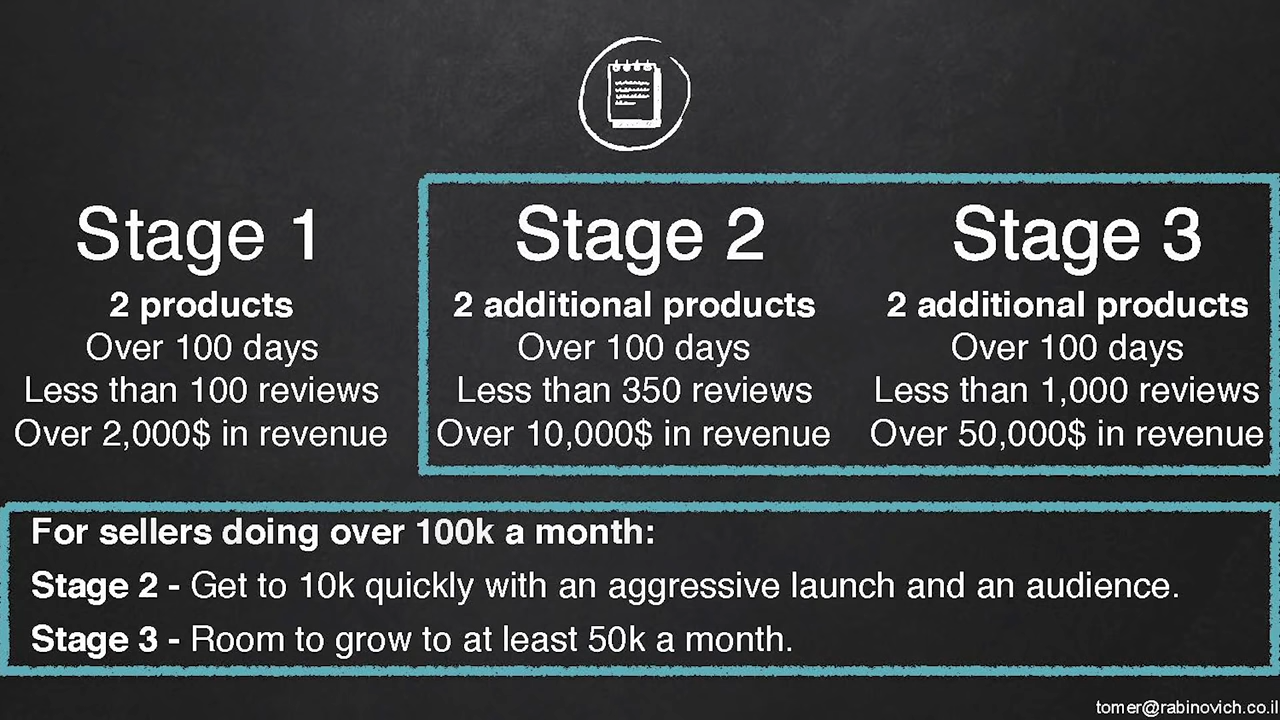 Stage 1
2 products
Over 100 days
Less than 100 reviews
Over 2,000$ in revenue
Stage 2
2 additional products
Over 100 days
Less than 350 reviews
Over 10,000$ in revenue
Stage 3
2 additional products
Over 100 days
Less than 1,000 reviews
Over 50,000$ in revenue
For sellers doing over 100k a month:
Stage 2 - Get to 10k quickly with an aggressive launch and an audience.
Stage 3 - Room to grow to at least 50k a month.
tomer@rabinovich.co.il